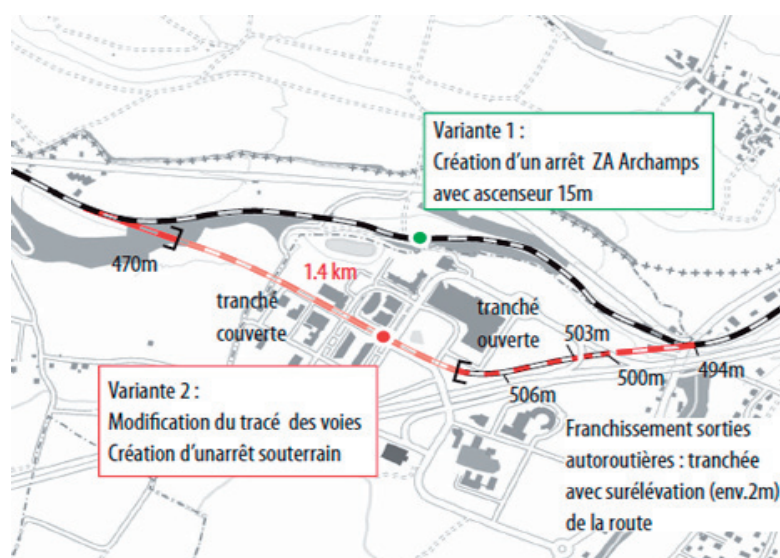 Variante 1 :
Création d'un arrêt ZA Archamps
avec ascenseur 15m
470m
1.4 km
tranché
couverte
tranché
ouverte
503m
506m
500m
494m
Variante 2 :
Modification du tracé des voies
Création d'unarrêt souterrain
Franchissement sorties
autoroutières : tranchée
avec surélévation (env.2m)
de la route